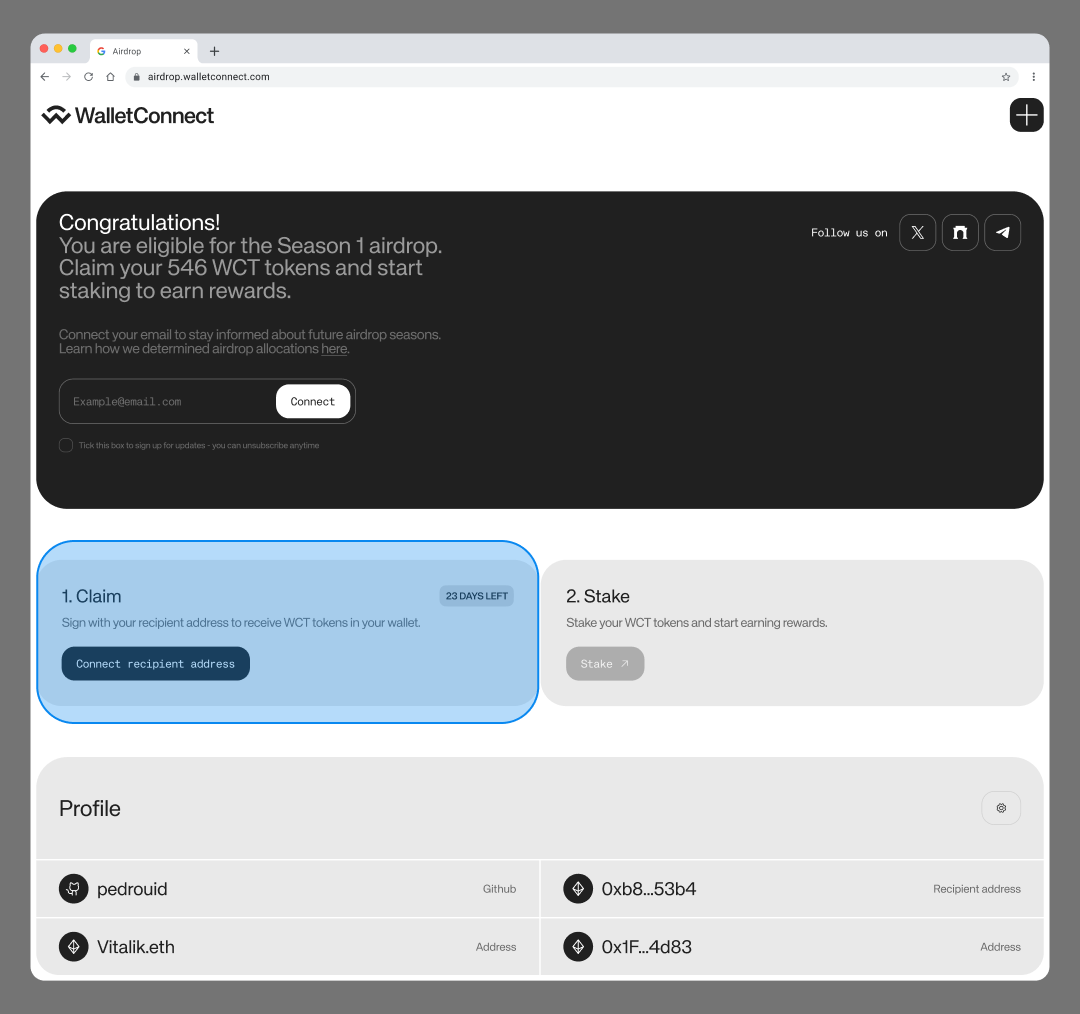 Airdrop
airdrop.walletconnect.com
WalletConnect
Congratulations!
You are eligible for the Season 1 airdrop.
Claim your 546 WCT tokens and start
staking to earn rewards.
Follow us on
Connect your email to stay informed about future airdrop seasons.
Learn how we determined airdrop allocations here.
Example@email.com
Connect
Tick this box to sign up for updates - you can unsubscribe anytime
1. Claim
23 DAYS LEFT
Sign with your recipient address to receive WCT tokens in your wallet.
Connect recipient address
2. Stake
Stake your WCT tokens and start earning rewards.
Stake
Profile
pedrouid
Github
0xb8...53b4
Recipient address
Vitalik.eth
Address
0x1F...4d83
Address